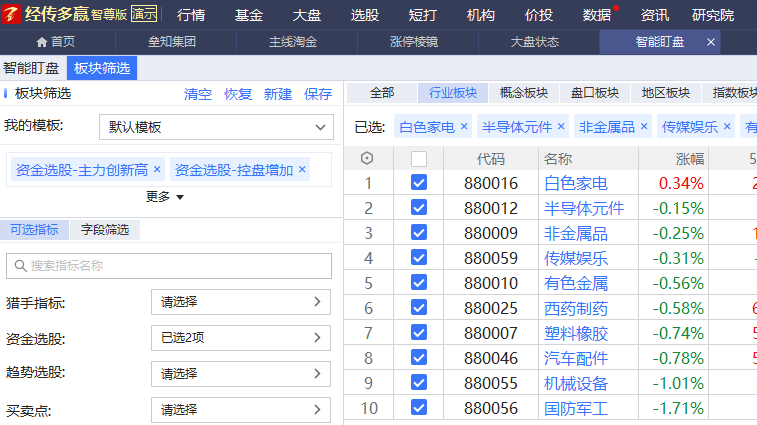 经传多赢 智尊版 演示 行情 基金 大盘 选股 短打 机构 价投 数据 资讯 研究院
首页 垒知集团 主线淘金 涨停棱镜 大盘状态 智能盯盘 ×
智能盯盘 板块筛选
板块筛选 清空 恢复 新建 保存
我的模板: 默认模板
资金选股-主力创新高 × 资金选股-控盘增加 ×
更多
可选指标 字段筛选
搜索指标名称
猎手指标: 请选择
资金选股: 已选2项
趋势选股: 请选择
买卖点: 请选择
全部 行业板块 概念板块 盘口板块 地区板块 指数板块
已选: 白色家电 × 半导体元件 × 非金属品 × 传媒娱乐 × 有
代码 名称 涨幅 5
1 880016 白色家电 0.34% 2
2 880012 半导体元件 -0.15%
3 880009 非金属品 -0.25% 1
4 880059 传媒娱乐 -0.31% -
5 880010 有色金属 -0.56%
6 880025 西药制药 -0.58% 6
7 880007 塑料橡胶 -0.74% 5
8 880046 汽车配件 -0.78% 5
9 880055 机械设备 -1.01%
10 880056 国防军工 -1.71%